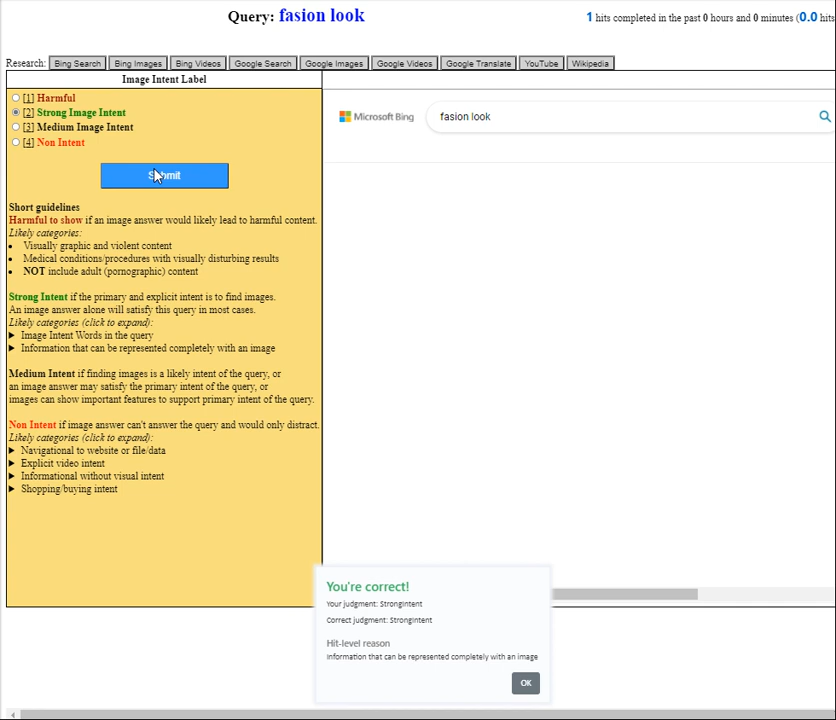 Query: fasion look
1 hits completed in the past 0 hours and 0 minutes (0.0 hits
Research: Bing Search Bing Images Bing Videos Google Search Google Images Google Videos Google Translate YouTube Wikipedia
Image Intent Label
[1] Harmful
[2] Strong Image Intent
[3] Medium Image Intent
[4] Non Intent
Submit
Short guidelines
Harmful to show if an image answer would likely lead to harmful content.
Likely categories:
• Visually graphic and violent content
• Medical conditions/procedures with visually disturbing results
• NOT include adult (pornographic) content
Strong Intent if the primary and explicit intent is to find images.
An image answer alone will satisfy this query in most cases.
Likely categories (click to expand):
▶ Image Intent Words in the query
▶ Information that can be represented completely with an image
Medium Intent if finding images is a likely intent of the query, or
an image answer may satisfy the primary intent of the query, or
images can show important features to support primary intent of the query.
Non Intent if image answer can't answer the query and would only distract.
Likely categories (click to expand):
▶ Navigational to website or file/data
▶ Explicit video intent
▶ Informational without visual intent
▶ Shopping/buying intent
Microsoft Bing
fasion look
You're correct!
Your judgment: StrongIntent
Correct judgment: StrongIntent
Hit-level reason
Information that can be represented completely with an image
OK